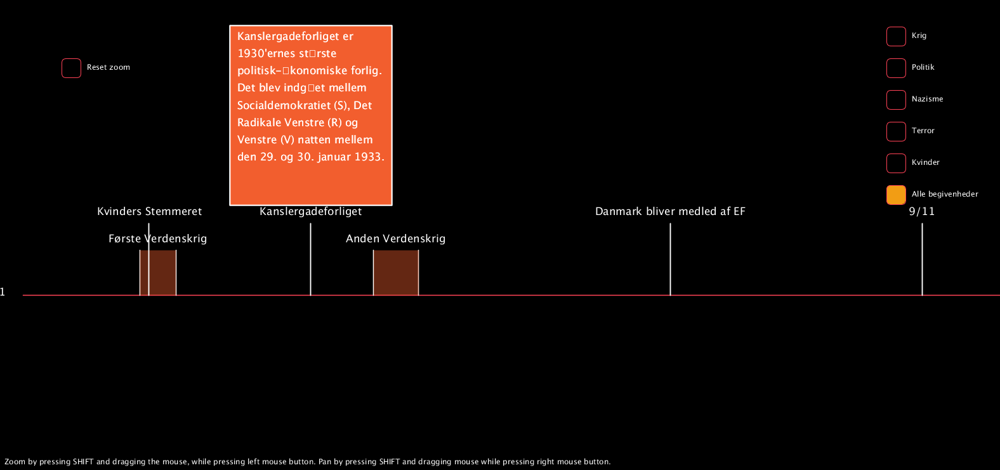 Reset zoom
Kanslergadeforliget er
1930'ernes st□rste
politisk-□konomiske forlig.
Det blev indg□et mellem
Socialdemokratiet (S), Det
Radikale Venstre (R) og
Venstre (V) natten mellem
den 29. og 30. januar 1933.
Krig
Politik
Nazisme
Terror
Kvinder
Alle begivenheder
Kvinders Stemmeret
Kanslergadeforliget
Danmark bliver medled af EF
9/11
Første Verdenskrig
Anden Verdenskrig
1
Zoom by pressing SHIFT and dragging the mouse, while pressing left mouse button. Pan by pressing SHIFT and dragging mouse while pressing right mouse button.